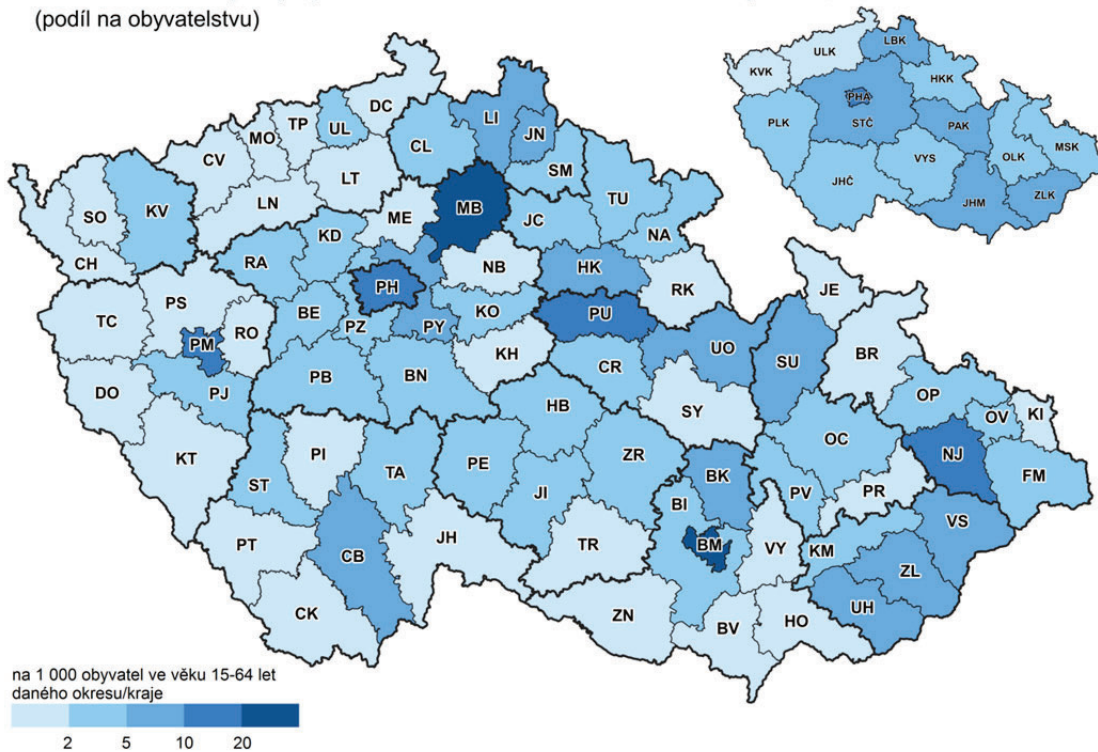 (podíl na obyvatelstvu)
ULK
LBK
KVK
HKK
PHA
STČ
PLK
PAK
MSK
VYS
OLK
JHČ
JHM
ZLK
DC
LI
TP
UL
MO
JN
CV
CL
LT
SM
LN
TU
SO
KV
ME
MB
JC
KD
NA
CH
RA
NB
HK
JE
PH
RK
PS
BE
KO
PU
TC
RO
PZ
PY
PM
UO
SU
BR
KH
CR
DO
PJ
PB
BN
OP
HB
SY
OV
KI
KT
PI
OC
NJ
ST
TA
PE
ZR
FM
BK
JI
BI
PV
PR
VS
PT
CB
JH
TR
BM
VY
KM
ZL
CK
UH
ZN
BV
HO
na 1 000 obyvatel ve věku 15-64 let
daného okresu/kraje
2 5 10 20